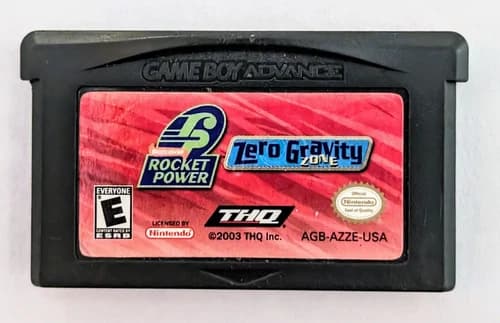 GAME BOY ADVANCE
NICKELODEON
ROCKET
POWER
Zero Gravity
ZONE
EVERYONE
E
CONTENT RATED BY
ESRB
LICENSED BY
Nintendo
THQ
©2003 THQ Inc.
Official
Nintendo
Seal of Quality
AGB-AZZE-USA